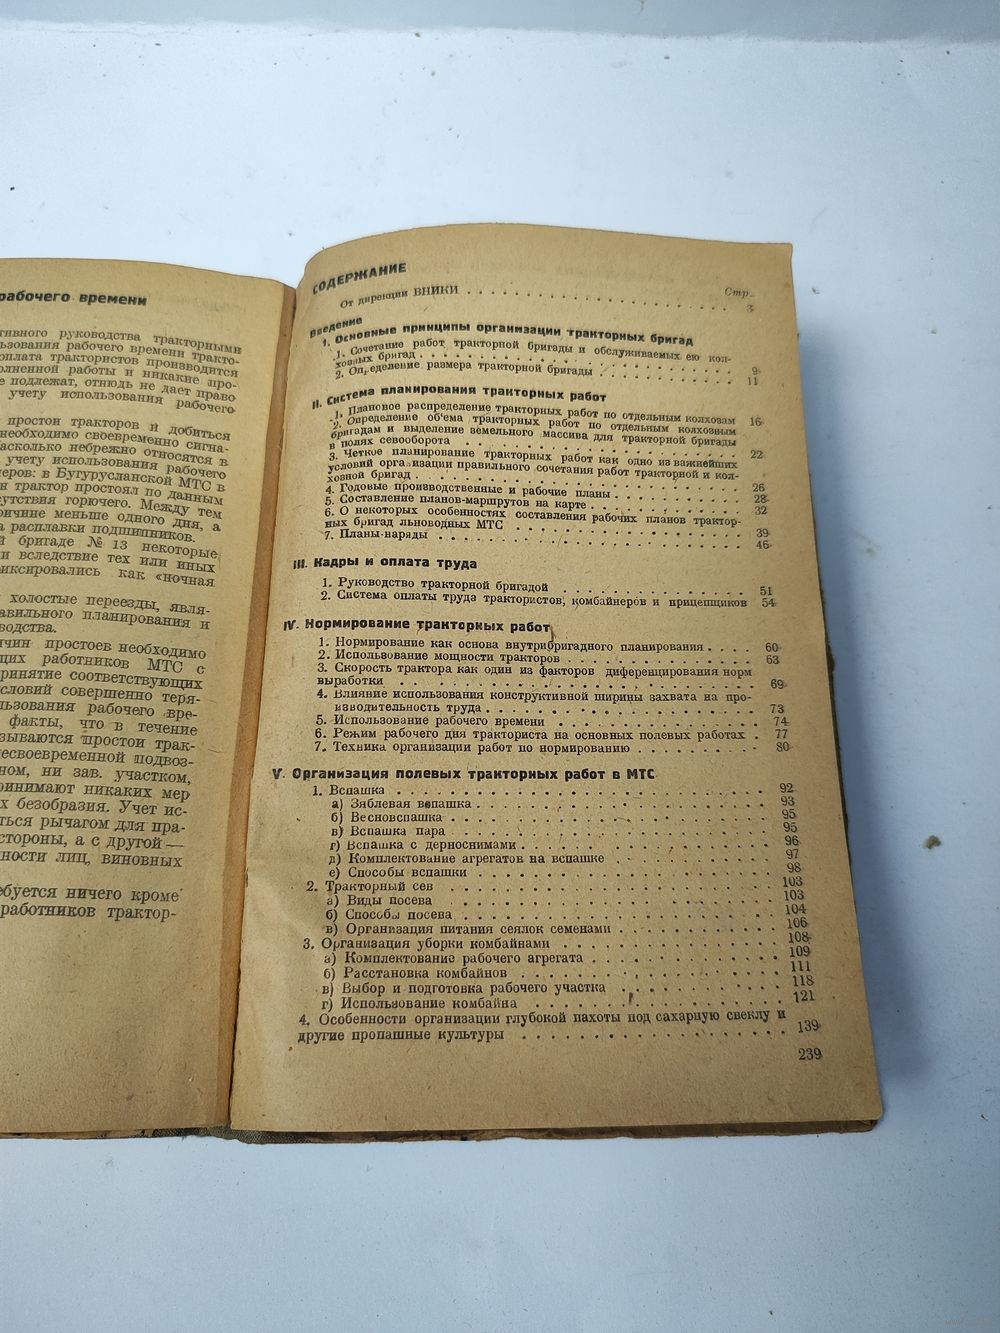 рабочего времени
тивного руководства тракторными
ьзования рабочего времени тракто-
оплата трактористов производится
олненной работы и никакие про-
е подлежат, отнюдь не дает право
учету использования рабочего
простои тракторов и добиться
необходимо своевременно сигна-
насколько небрежно относятся в
учету использования рабочего
меров: в Бугурусланской МТС в
н трактор простоял по данным
сутствия горючего. Между тем
причине меньше одного дня, а
а расплавки подшипников.
й бригаде № 13 некоторые
и вследствие тех или иных
фиксировались как «ночная
холостые переезды, явля-
авильного планирования и
водства.
чин простоев необходимо
щих работников МТС с
принятие соответствующих
словий совершенно теря-
льзования рабочего вре-
факты, что в течение
зываются простои трак-
есвоевременной подвоз-
ном, ни зав. участком,
ринимают никаких мер
х безобразия. Учет ис-
ться рычагом для пра-
стороны, а с другой —
ности лиц, виновных
ебуется ничего кроме
работников трактор-
СОДЕРЖАНИЕ
Стр.
От дирекции ВНИКИ . . . . . 3
Введение
I. Основные принципы организации тракторных бригад
1. Сочетание работ тракторной бригады и обслуживаемых ею кол-
хозных бригад . . . . . 9
2. Определение размера тракторной бригады . . . . . 11
II. Система планирования тракторных работ
1. Плановое распределение тракторных работ по отдельным колхозам 16
2. Определение об'ема тракторных работ по отдельным колхозным
бригадам и выделение земельного массива для тракторной бригады
в полях севооборота . . . . . 22
3. Четкое планирование тракторных работ как одно из важнейших
условий организации правильного сочетания работ тракторной и кол-
хозной бригад . . . . . 26
4. Годовые производственные и рабочие планы . . . . . 28
5. Составление планов-маршрутов на карте . . . . . 32
6. О некоторых особенностях составления рабочих планов трактор-
ных бригад льноводных МТС . . . . . 39
7. Планы-наряды . . . . . 46
III. Кадры и оплата труда
1. Руководство тракторной бригадой . . . . . 51
2. Система оплаты труда трактористов, комбайнеров и прицепщиков 54
IV. Нормирование тракторных работ
1. Нормирование как основа внутрибригадного планирования . . . . 60
2. Использование мощности тракторов . . . . . 63
3. Скорость трактора как один из факторов диференцирования норм
выработки . . . . . 69
4. Влияние использования конструктивной ширины захвата на про-
изводительность труда . . . . . 73
5. Использование рабочего времени . . . . . 74
6. Режим рабочего дня тракториста на основных полевых работах . 77
7. Техника организации работ по нормированию . . . . . 80
V. Организация полевых тракторных работ в МТС
1. Вспашка . . . . . 92
а) Зяблевая вспашка . . . . . 93
б) Весновспашка . . . . . 95
в) Вспашка пара . . . . . 95
г) Вспашка с дерноснимами . . . . . 96
д) Комплектование агрегатов на вспашке . . . . . 97
е) Способы вспашки . . . . . 98
2. Тракторный сев . . . . . 103
а) Виды посева . . . . . 103
б) Способы посева . . . . . 104
в) Организация питания сеялок семенами . . . . . 106
3. Организация уборки комбайнами . . . . . 108
а) Комплектование рабочего агрегата . . . . . 109
б) Расстановка комбайнов . . . . . 111
в) Выбор и подготовка рабочего участка . . . . . 118
г) Использование комбайна . . . . . 121
4. Особенности организации глубокой пахоты под сахарную свеклу и
другие пропашные культуры . . . . . 139
239